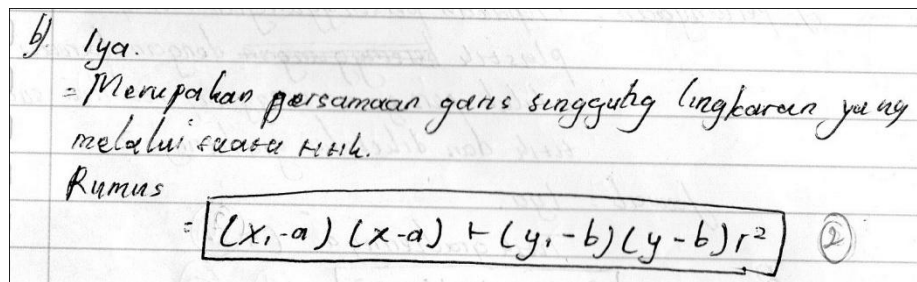 b) Iya.
= Merupakan persamaan garis singgung lingkaran yang
melalui suatu titik.
Rumus
= (x₁-a) (x-a) + (y₁-b) (y-b) r² ②